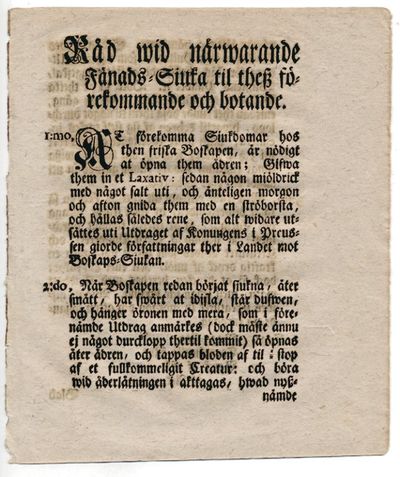 Råd wid närwarande
Fänads-Siuka til theß fö-
rekommande och botande.
1:mo, AT förekomma Siukdomar hos
then friska Boskapen, är nödigt
at öpna them ådren; Gifwa
them in et Laxativ: sedan någon miöldrick
med något salt uti, och änteligen morgon
och afton gnida them med en ströborsta,
och hållas således rene, som alt widare ut-
sättes uti Utdraget af Konungens i Preus-
sen giorde författningar ther i Landet mot
Boskaps-Siukan.
2:do, När Boskapen redan börjat siukna, äter
smått, har swårt at idisla, står dufwen,
och hänger öronen med mera, som i före-
nämde Utdrag anmärkes (dock måste ännu
ej något durcklopp thertil kommit) så öpnas
åter ådren, och tappas bloden af til : stop
af et fullkommeligit Creatur: och böra
wid åderlåtningen i akttagas, hwad nyß-
nämde